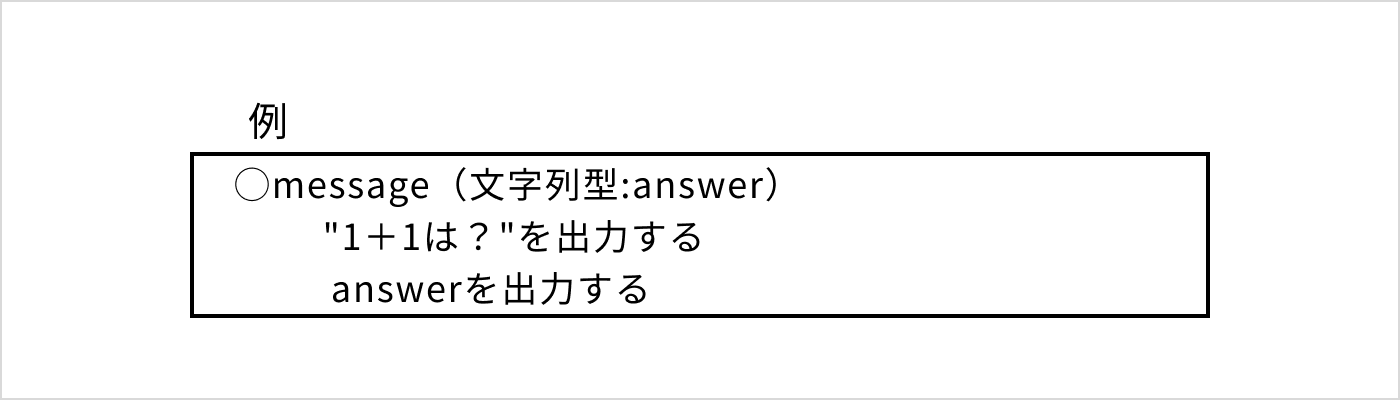 例
○message（文字列型:answer）
"1＋1は？"を出力する
answerを出力する